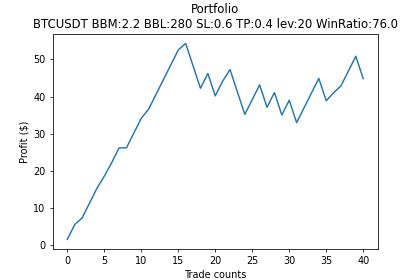 Portfolio
BTCUSDT BBM:2.2 BBL:280 SL:0.6 TP:0.4 lev:20 WinRatio:76.0
Profit ($)
50
40
30
20
10
0
0 5 10 15 20 25 30 35 40
Trade counts